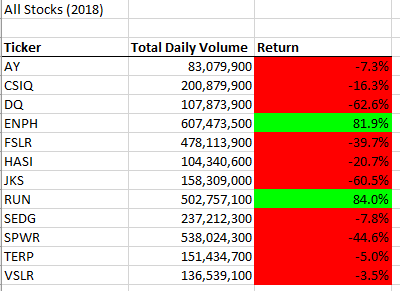 All Stocks (2018)
Ticker Total Daily Volume Return
AY 83,079,900 -7.3%
CSIQ 200,879,900 -16.3%
DQ 107,873,900 -62.6%
ENPH 607,473,500 81.9%
FSLR 478,113,900 -39.7%
HASI 104,340,600 -20.7%
JKS 158,309,000 -60.5%
RUN 502,757,100 84.0%
SEDG 237,212,300 -7.8%
SPWR 538,024,300 -44.6%
TERP 151,434,700 -5.0%
VSLR 136,539,100 -3.5%